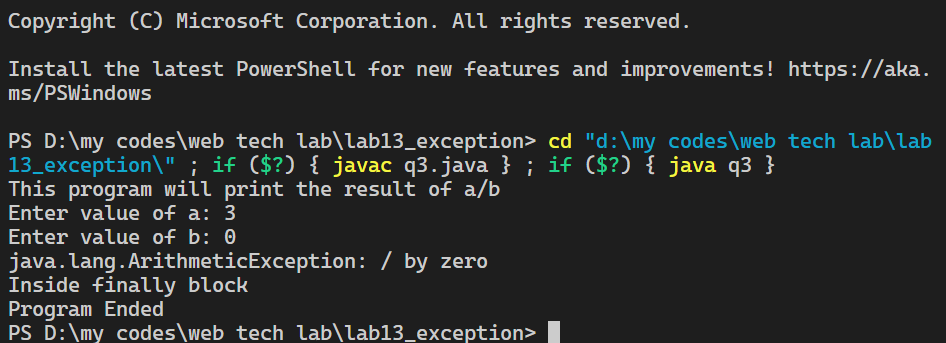 Copyright (C) Microsoft Corporation. All rights reserved.
Install the latest PowerShell for new features and improvements! https://aka.
ms/PSWindows
PS D:\my codes\web tech lab\lab13_exception> cd "d:\my codes\web tech lab\lab
13_exception\" ; if ($?) { javac q3.java } ; if ($?) { java q3 }
This program will print the result of a/b
Enter value of a: 3
Enter value of b: 0
java.lang.ArithmeticException: / by zero
Inside finally block
Program Ended
PS D:\my codes\web tech lab\lab13_exception>